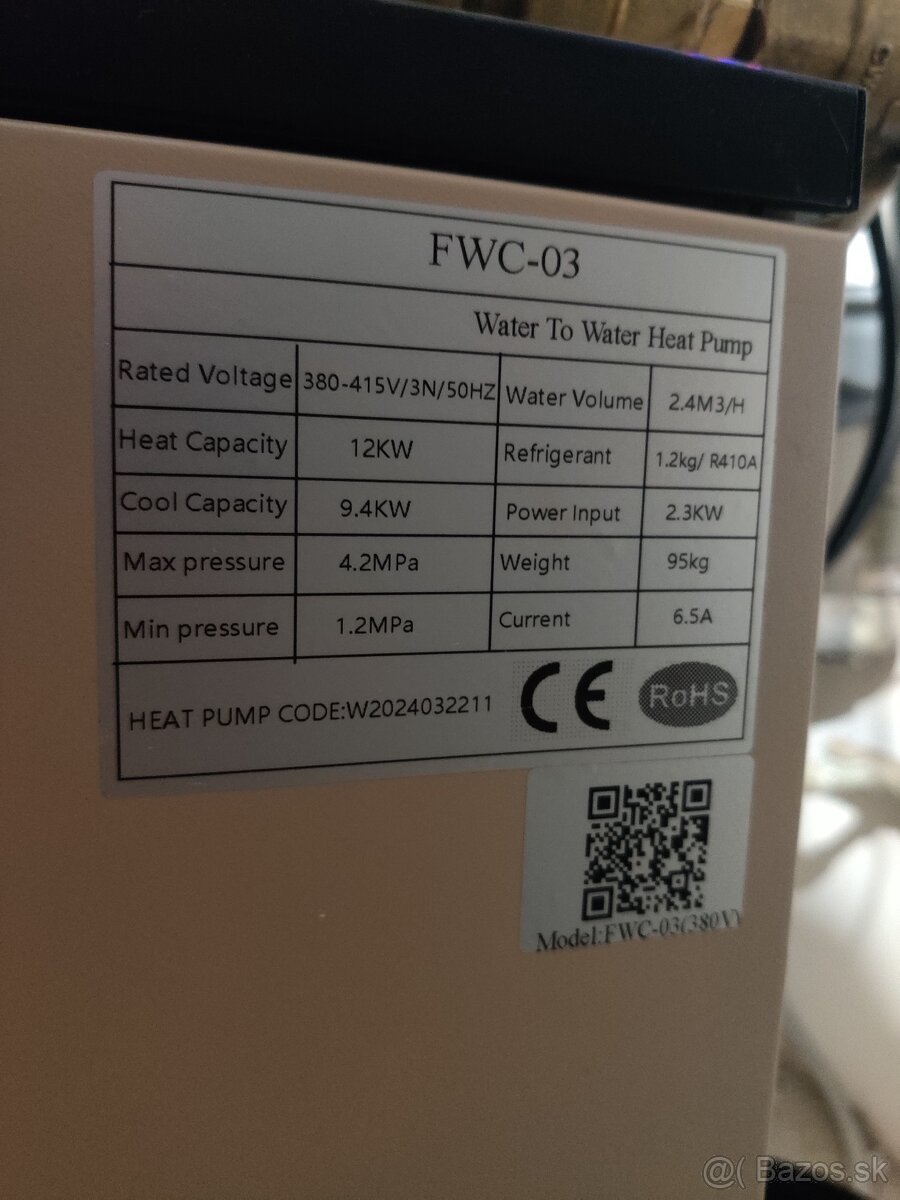 FWC-03
Water To Water Heat Pump
Rated Voltage 380-415V/3N/50HZ Water Volume 2.4M3/H
Heat Capacity 12KW Refrigerant 1.2kg/ R410A
Cool Capacity 9.4KW Power Input 2.3KW
Max pressure 4.2MPa Weight 95kg
Min pressure 1.2MPa Current 6.5A
HEAT PUMP CODE:W2024032211 CE RoHS
Model:FWC-03(380V)
@( Bazos.sk